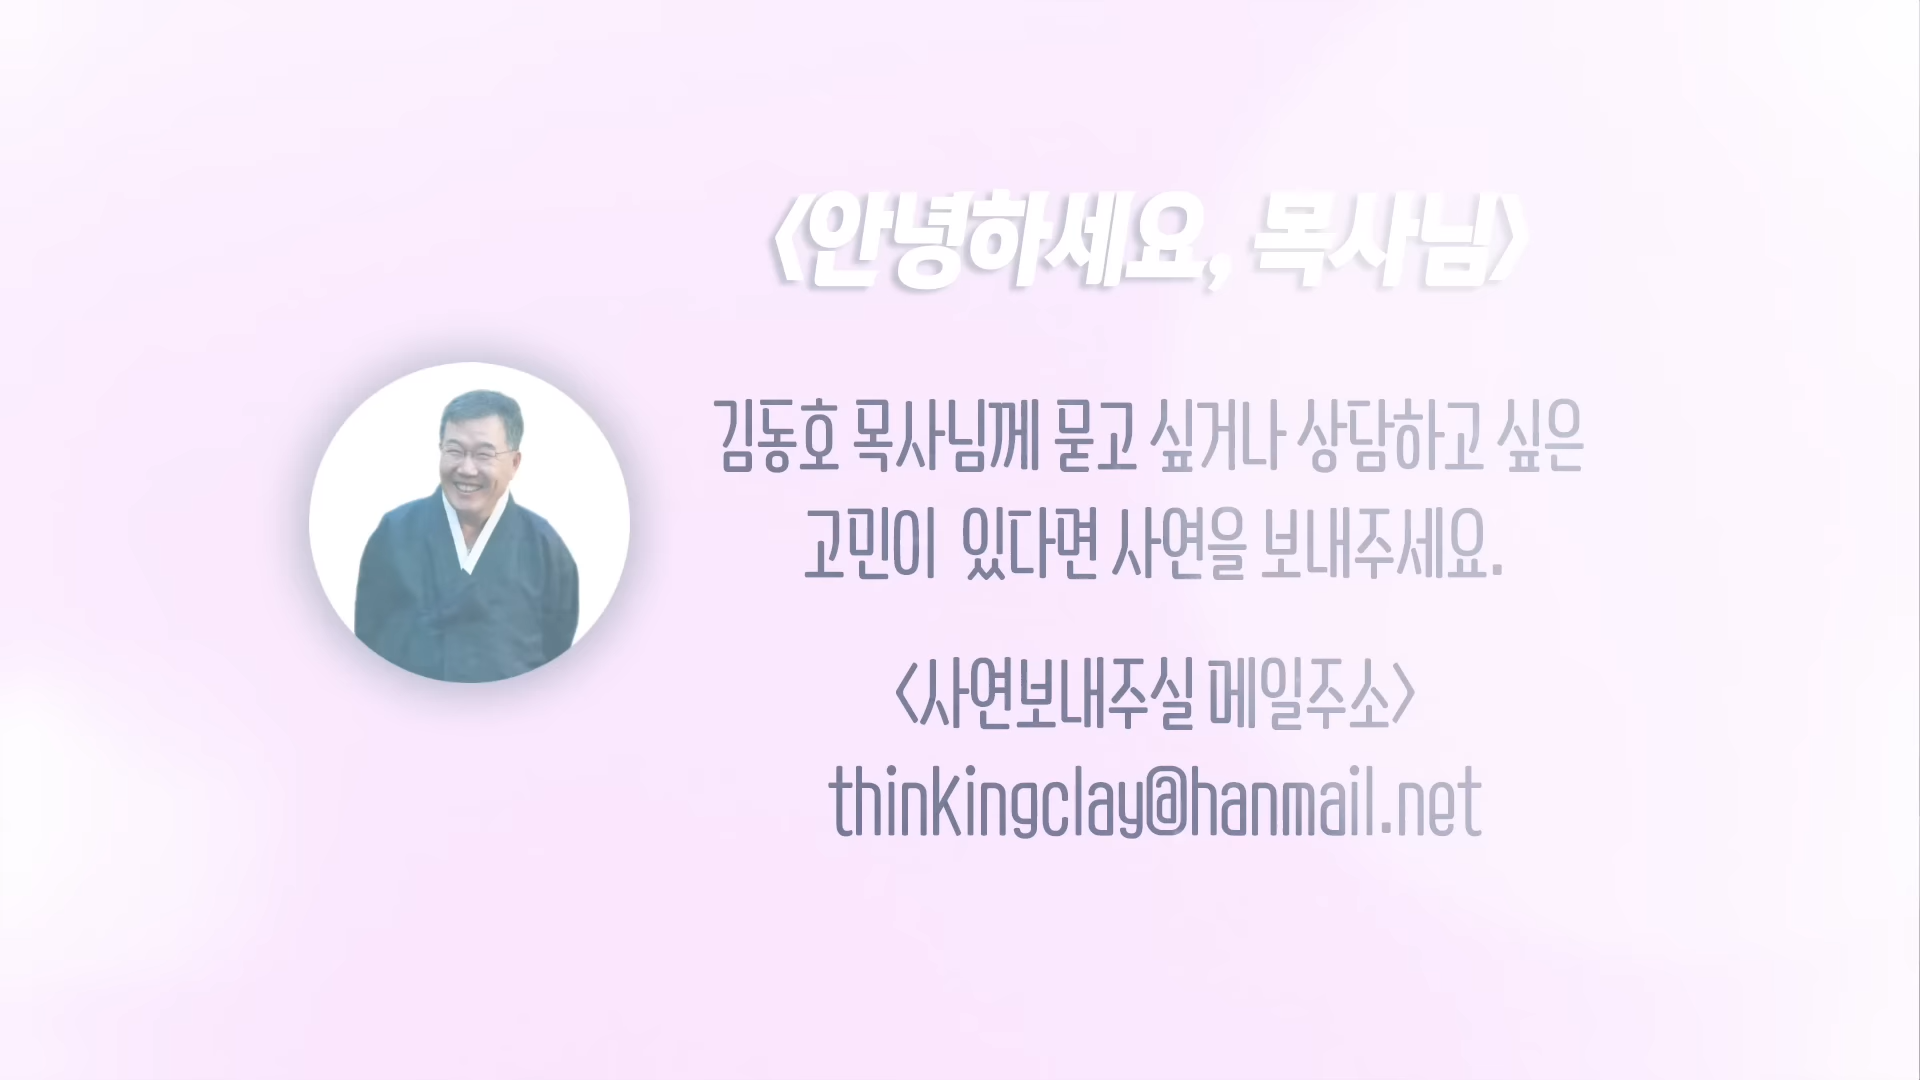 <안녕하세요, 목사님>
김동호 목사님께 묻고 싶거나 상담하고 싶은
고민이 있다면 사연을 보내주세요.
<사연보내주실 메일주소>
thinkingclay@hanmail.net